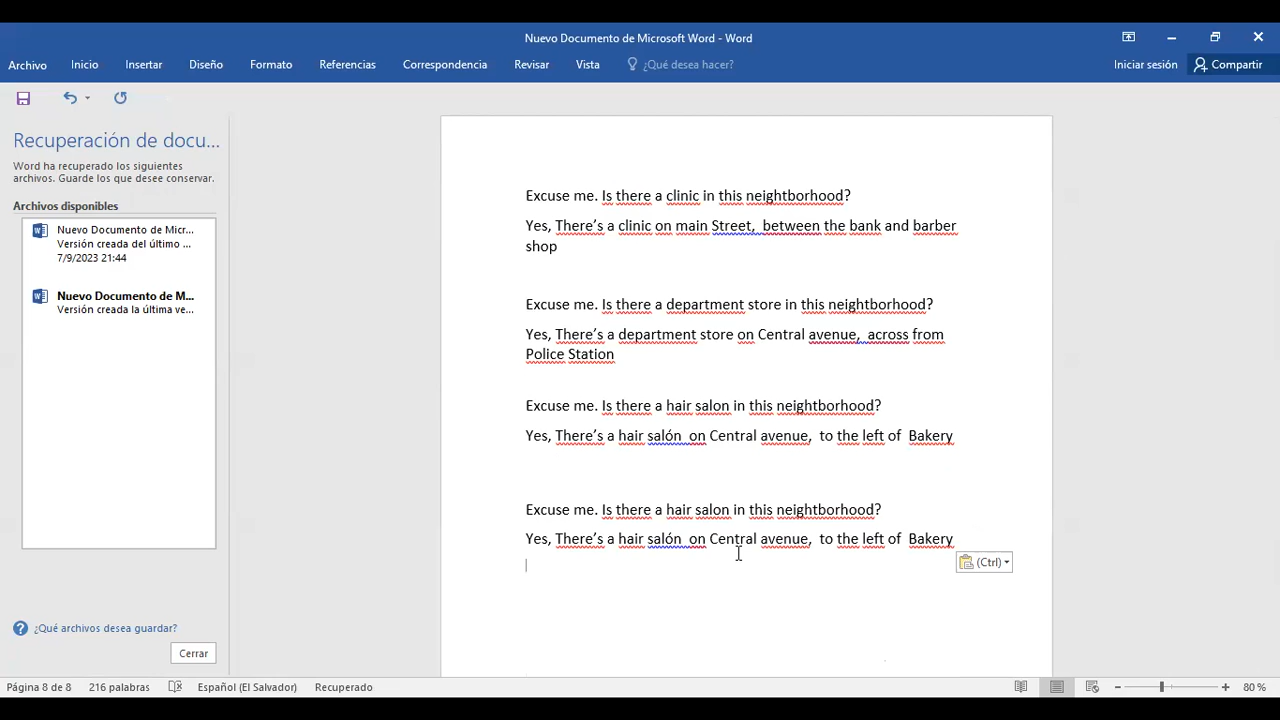 Nuevo Documento de Microsoft Word - Word
Archivo Inicio Insertar Diseño Formato Referencias Correspondencia Revisar Vista ¿Qué desea hacer? Iniciar sesión Compartir
Recuperación de docu...
Word ha recuperado los siguientes
archivos. Guarde los que desee conservar.
Archivos disponibles
Nuevo Documento de Micr...
Versión creada del último ...
7/9/2023 21:44
Nuevo Documento de M...
Versión creada la última ve...
¿Qué archivos desea guardar?
Cerrar
Excuse me. Is there a clinic in this neighborhood?
Yes, There’s a clinic on main Street,  between the bank and barber
shop
Excuse me. Is there a department store in this neightborhood?
Yes, There’s a department store on Central avenue,  across from
Police Station
Excuse me. Is there a hair salon in this neightborhood?
Yes, There’s a hair salón  on Central avenue,  to the left of  Bakery
Excuse me. Is there a hair salon in this neightborhood?
Yes, There’s a hair salón  on Central avenue,  to the left of  Bakery
(Ctrl)
Página 8 de 8 216 palabras Español (El Salvador) Recuperado 80 %